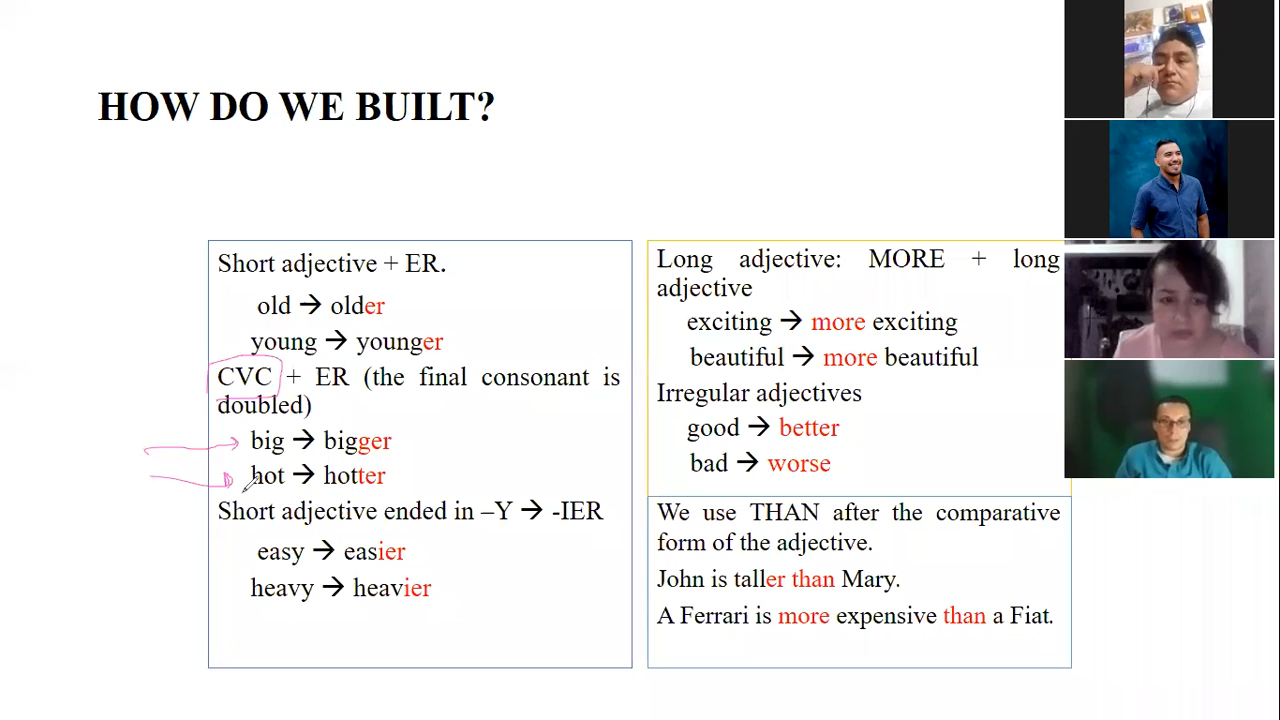 HOW DO WE BUILT?
Short adjective + ER.
old → older
young → younger
CVC + ER (the final consonant is
doubled)
big → bigger
hot → hotter
Short adjective ended in –Y → -IER
easy → easier
heavy → heavier
Long adjective: MORE + long
adjective
exciting → more exciting
beautiful → more beautiful
Irregular adjectives
good → better
bad → worse
We use THAN after the comparative
form of the adjective.
John is taller than Mary.
A Ferrari is more expensive than a Fiat.